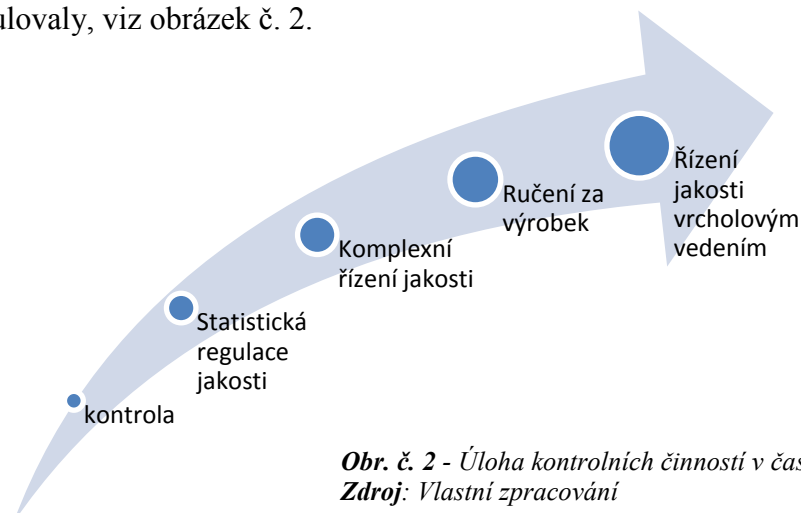 ulovaly, viz obrázek č. 2.
Řízení
jakosti
vrcholovým
vedením
Ručení za
výrobek
Komplexní
řízení jakosti
Statistická
regulace
jakosti
kontrola
Obr. č. 2 - Úloha kontrolních činností v čas
Zdroj: Vlastní zpracování